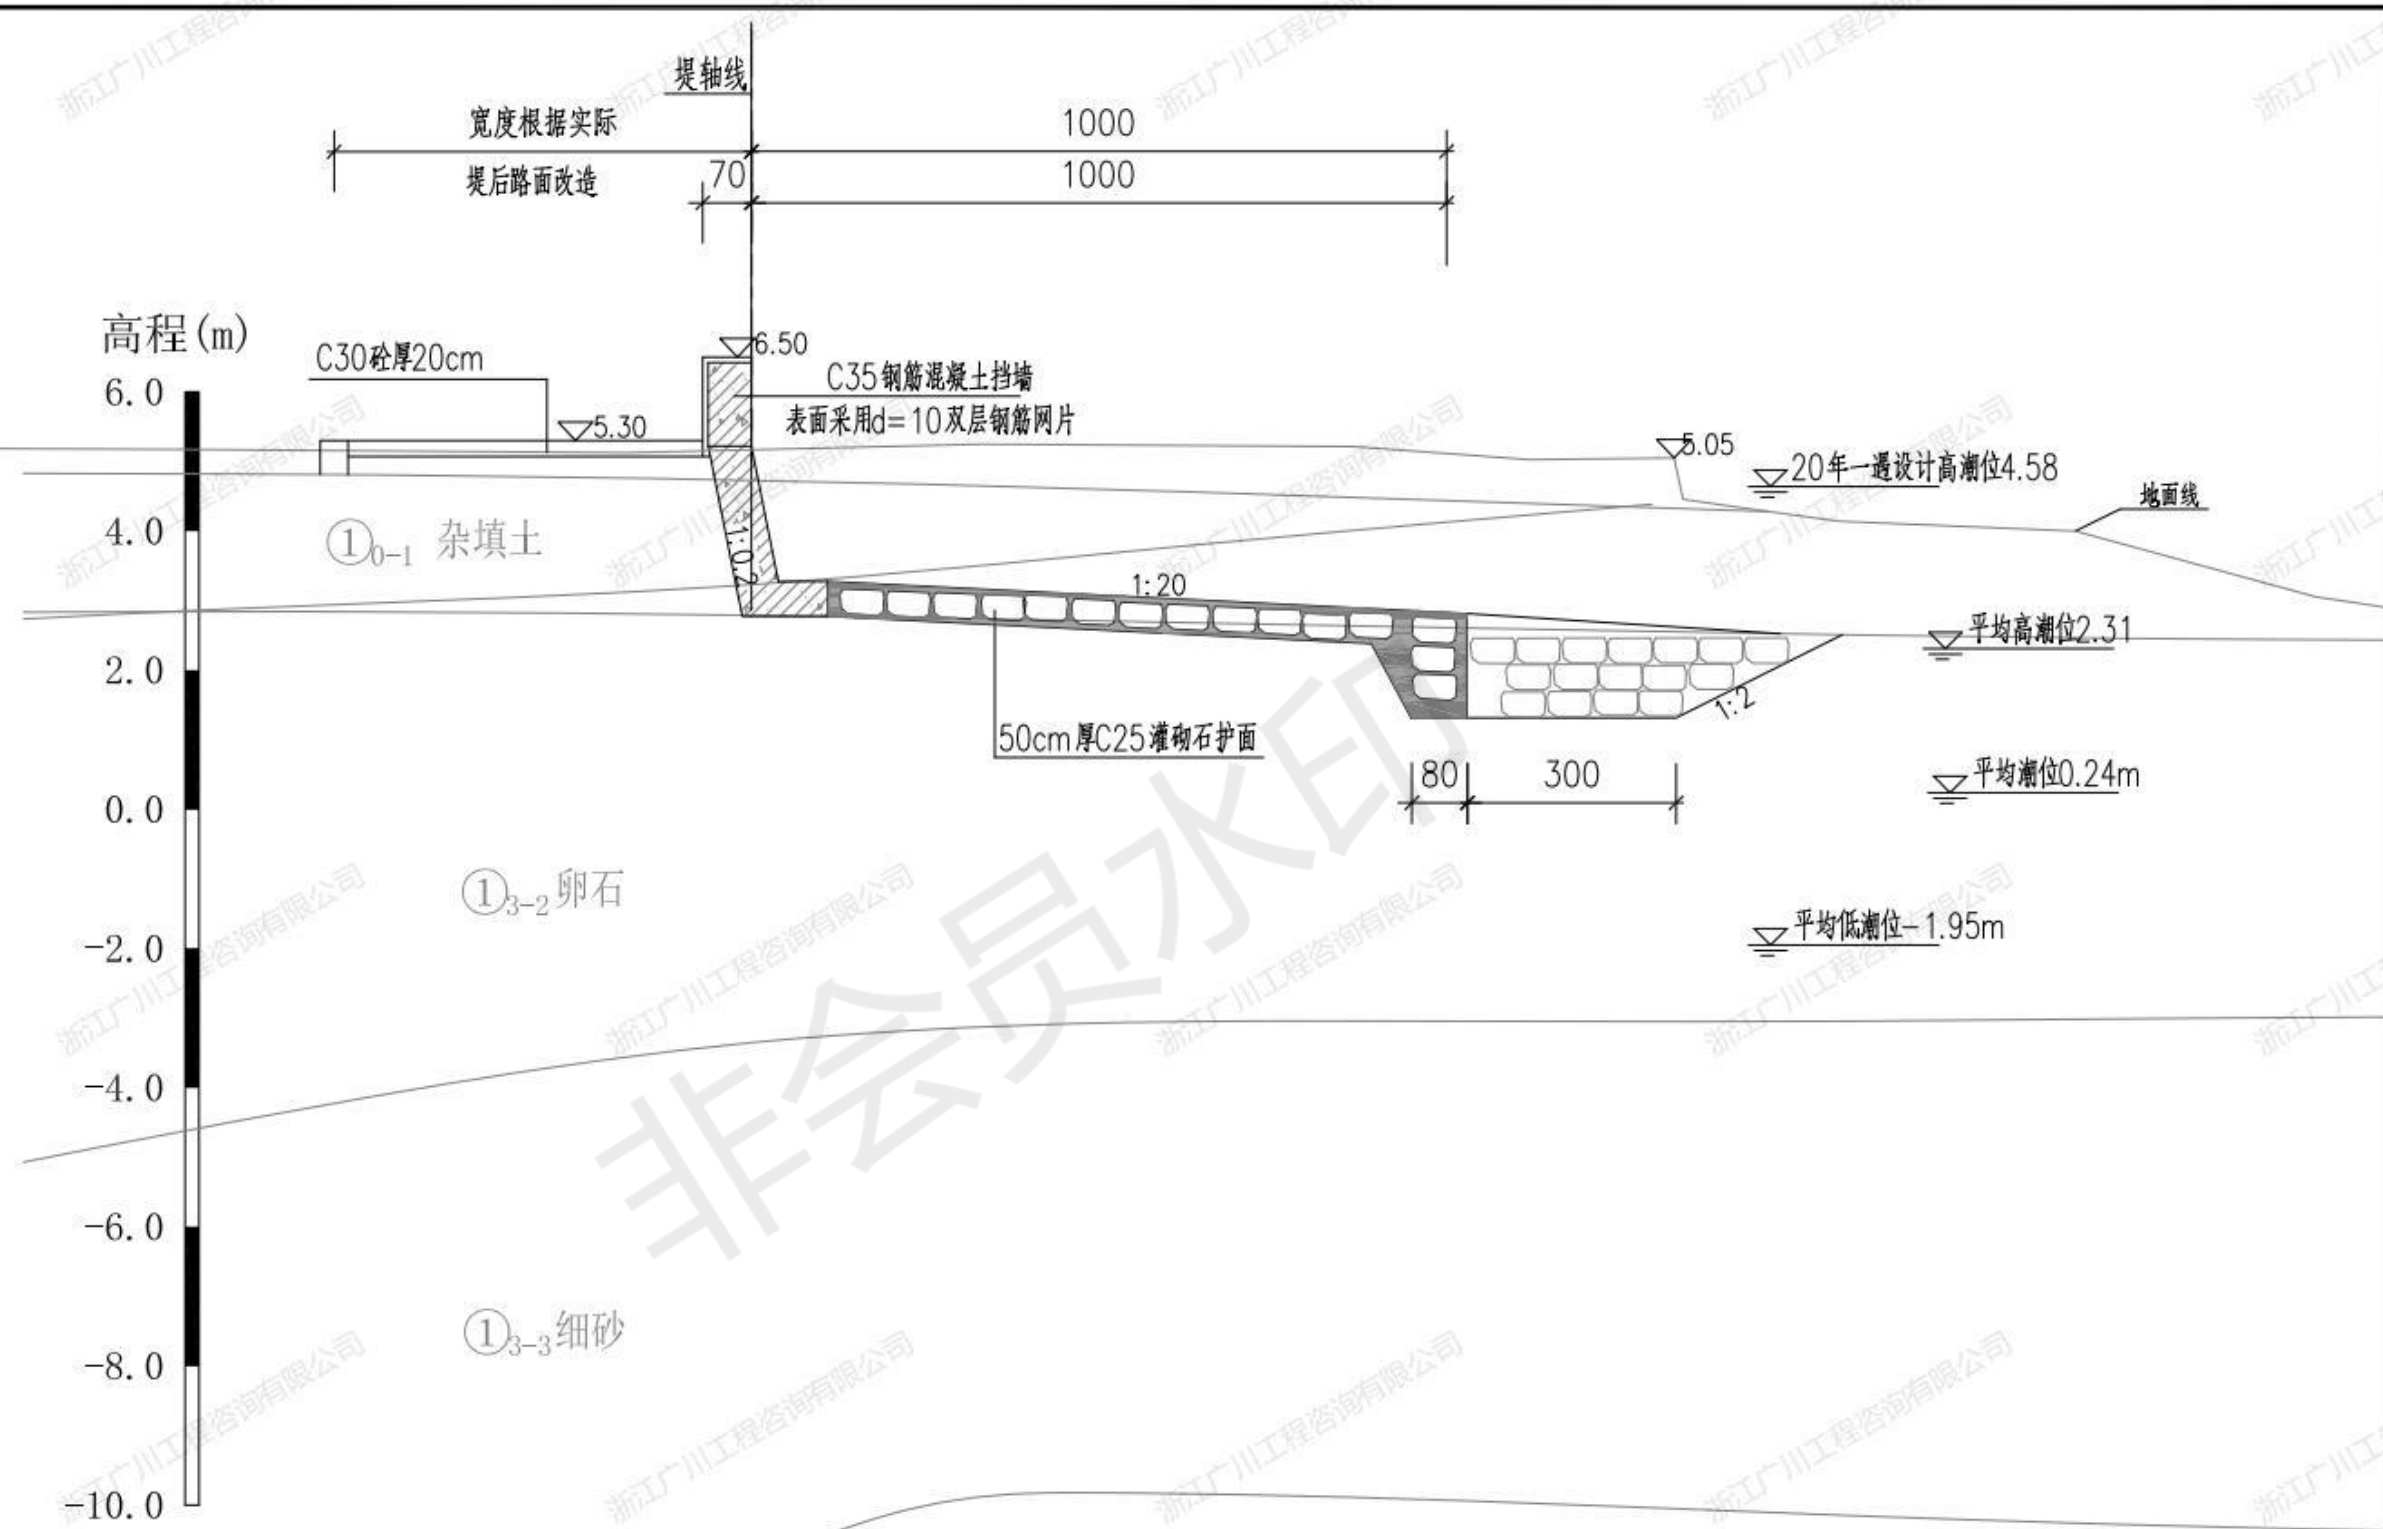 堤轴线
宽度根据实际
1000
堤后路面改造
70
1000
高程(m)
6.50
C30砼厚20cm
C35钢筋混凝土挡墙
6.0
表面采用d=10双层钢筋网片
5.30
5.05
20年一遇设计高潮位4.58
地面线
4.0
①0-1 杂填土
1:0.2
1:20
平均高潮位2.31
2.0
1:2
50cm厚C25灌砌石护面
80
300
平均潮位0.24m
0.0
①3-2卵石
平均低潮位-1.95m
-2.0
-4.0
-6.0
①3-3细砂
-8.0
-10.0
非会员水印
浙江广川工程咨询有限公司